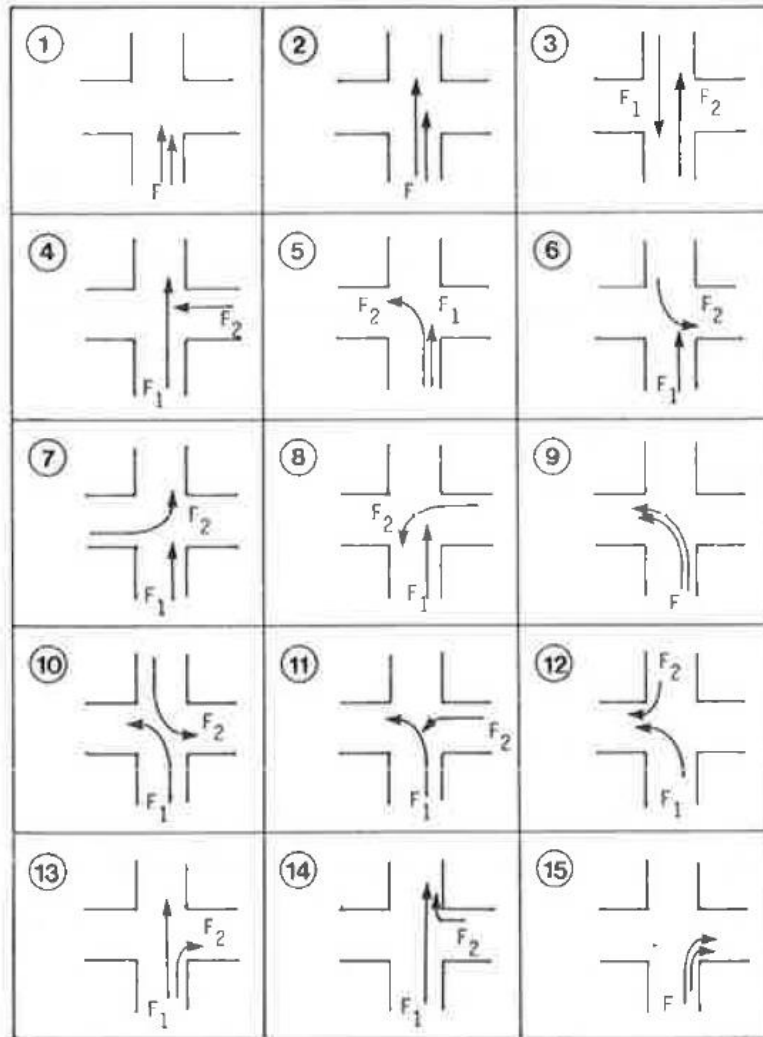 1 2 3
F F F₁ F₂
4 5 6
F₁ F₂ F₂ F₁ F₁ F₂
7 8 9
F₁ F₂ F₂ F₁ F
10 11 12
F₁ F₂ F₁ F₂ F₂ F₁
13 14 15
F₁ F₂ F₁ F₂ F